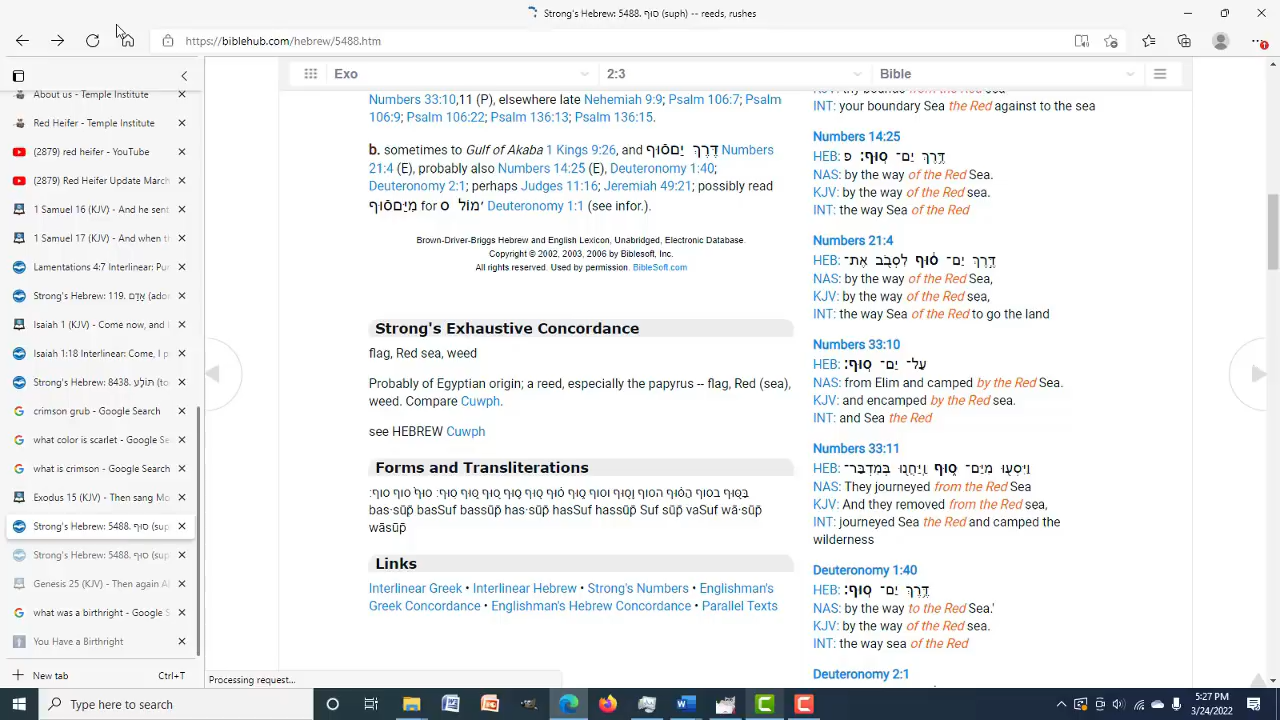 Strong's Hebrew: 5488. סוּף (suph) -- reeds, rushes
https://biblehub.com/hebrew/5488.htm
About us - Temple Institute
Red Heifer - Temple Institute
(2879) red heifer - YouTube
(2879) Red Heifer Update March
1 Samuel 16 (KJV) - And he sent
1 Samuel 17 (KJV) - And when t
Lamentations 4:7 Interlinear: Pu
Strong's Hebrew: 119. אָדַם (ado
Isaiah 1 (KJV) - Come now, and l
Isaiah 1:18 Interlinear: Come, I p
Strong's Hebrew: 8438. תּוֹלָע (to
crimson grub - Google Search
what color is scarlet - Google Se
what is crimson - Google Search
Exodus 15 (KJV) - Then sang Mo
Strong's Hebrew: 5488. סוּף (sup
Strong's Hebrew: 5488. סוּף (sup
Genesis 25 (KJV) - Then again Al
what was a birthright - Google S
You Have a Birthright
New tab
Ctrl+T
Exo
2:3
Bible
Numbers 33:10,11 (P), elsewhere late Nehemiah 9:9; Psalm 106:7; Psalm
106:9; Psalm 106:22; Psalm 136:13; Psalm 136:15.
b. sometimes to Gulf of Akaba 1 Kings 9:26, and דֶּרֶךְ יַםסֿוּף Numbers
21:4 (E), probably also Numbers 14:25 (E), Deuteronomy 1:40;
Deuteronomy 2:1; perhaps Judges 11:16; Jeremiah 49:21; possibly read
מִיַּםסֿוּף for מוֺל ס ׳ Deuteronomy 1:1 (see infor.).
Brown-Driver-Briggs Hebrew and English Lexicon, Unabridged, Electronic Database.
Copyright © 2002, 2003, 2006 by Biblesoft, Inc.
All rights reserved. Used by permission. BibleSoft.com
Strong's Exhaustive Concordance
flag, Red sea, weed
Probably of Egyptian origin; a reed, especially the papyrus -- flag, Red (sea),
weed. Compare Cuwph.
see HEBREW Cuwph
Forms and Transliterations
bas·sūp̄ basSuf bassūp̄ has·sūp̄ hasSuf hassūp̄ Suf sūp̄ vaSuf wā·sūp̄
wāsūp̄
Links
Interlinear Greek • Interlinear Hebrew • Strong's Numbers • Englishman's
Greek Concordance • Englishman's Hebrew Concordance • Parallel Texts
INT: your boundary Sea the Red against to the sea
Numbers 14:25
HEB: דֶּ֥רֶךְ יַם־ סֽוּף׃ פ
NAS: by the way of the Red Sea.
KJV: by the way of the Red sea.
INT: the way Sea of the Red
Numbers 21:4
HEB: דֶּ֣רֶךְ יַם־ ס֔וּף לִסְבֹ֖ב אֶת־
NAS: by the way of the Red Sea,
KJV: by the way of the Red sea,
INT: the way Sea of the Red to go the land
Numbers 33:10
HEB: עַל־ יַם־ סֽוּף׃
NAS: from Elim and camped by the Red Sea.
KJV: and encamped by the Red sea.
INT: and Sea the Red
Numbers 33:11
HEB: וַיִּסְע֖וּ מִיַּם־ ס֑וּף וַֽיַּחֲנ֖וּ בְּמִדְבַּר־
NAS: They journeyed from the Red Sea
KJV: And they removed from the Red sea,
INT: journeyed Sea the Red and camped the
wilderness
Deuteronomy 1:40
HEB: דֶּ֥רֶךְ יַם־ סֽוּף׃
NAS: by the way to the Red Sea.'
KJV: by the way of the Red sea.
INT: the way sea of the Red
Deuteronomy 2:1
Processing request...
Type here to search
5:27 PM
3/24/2022